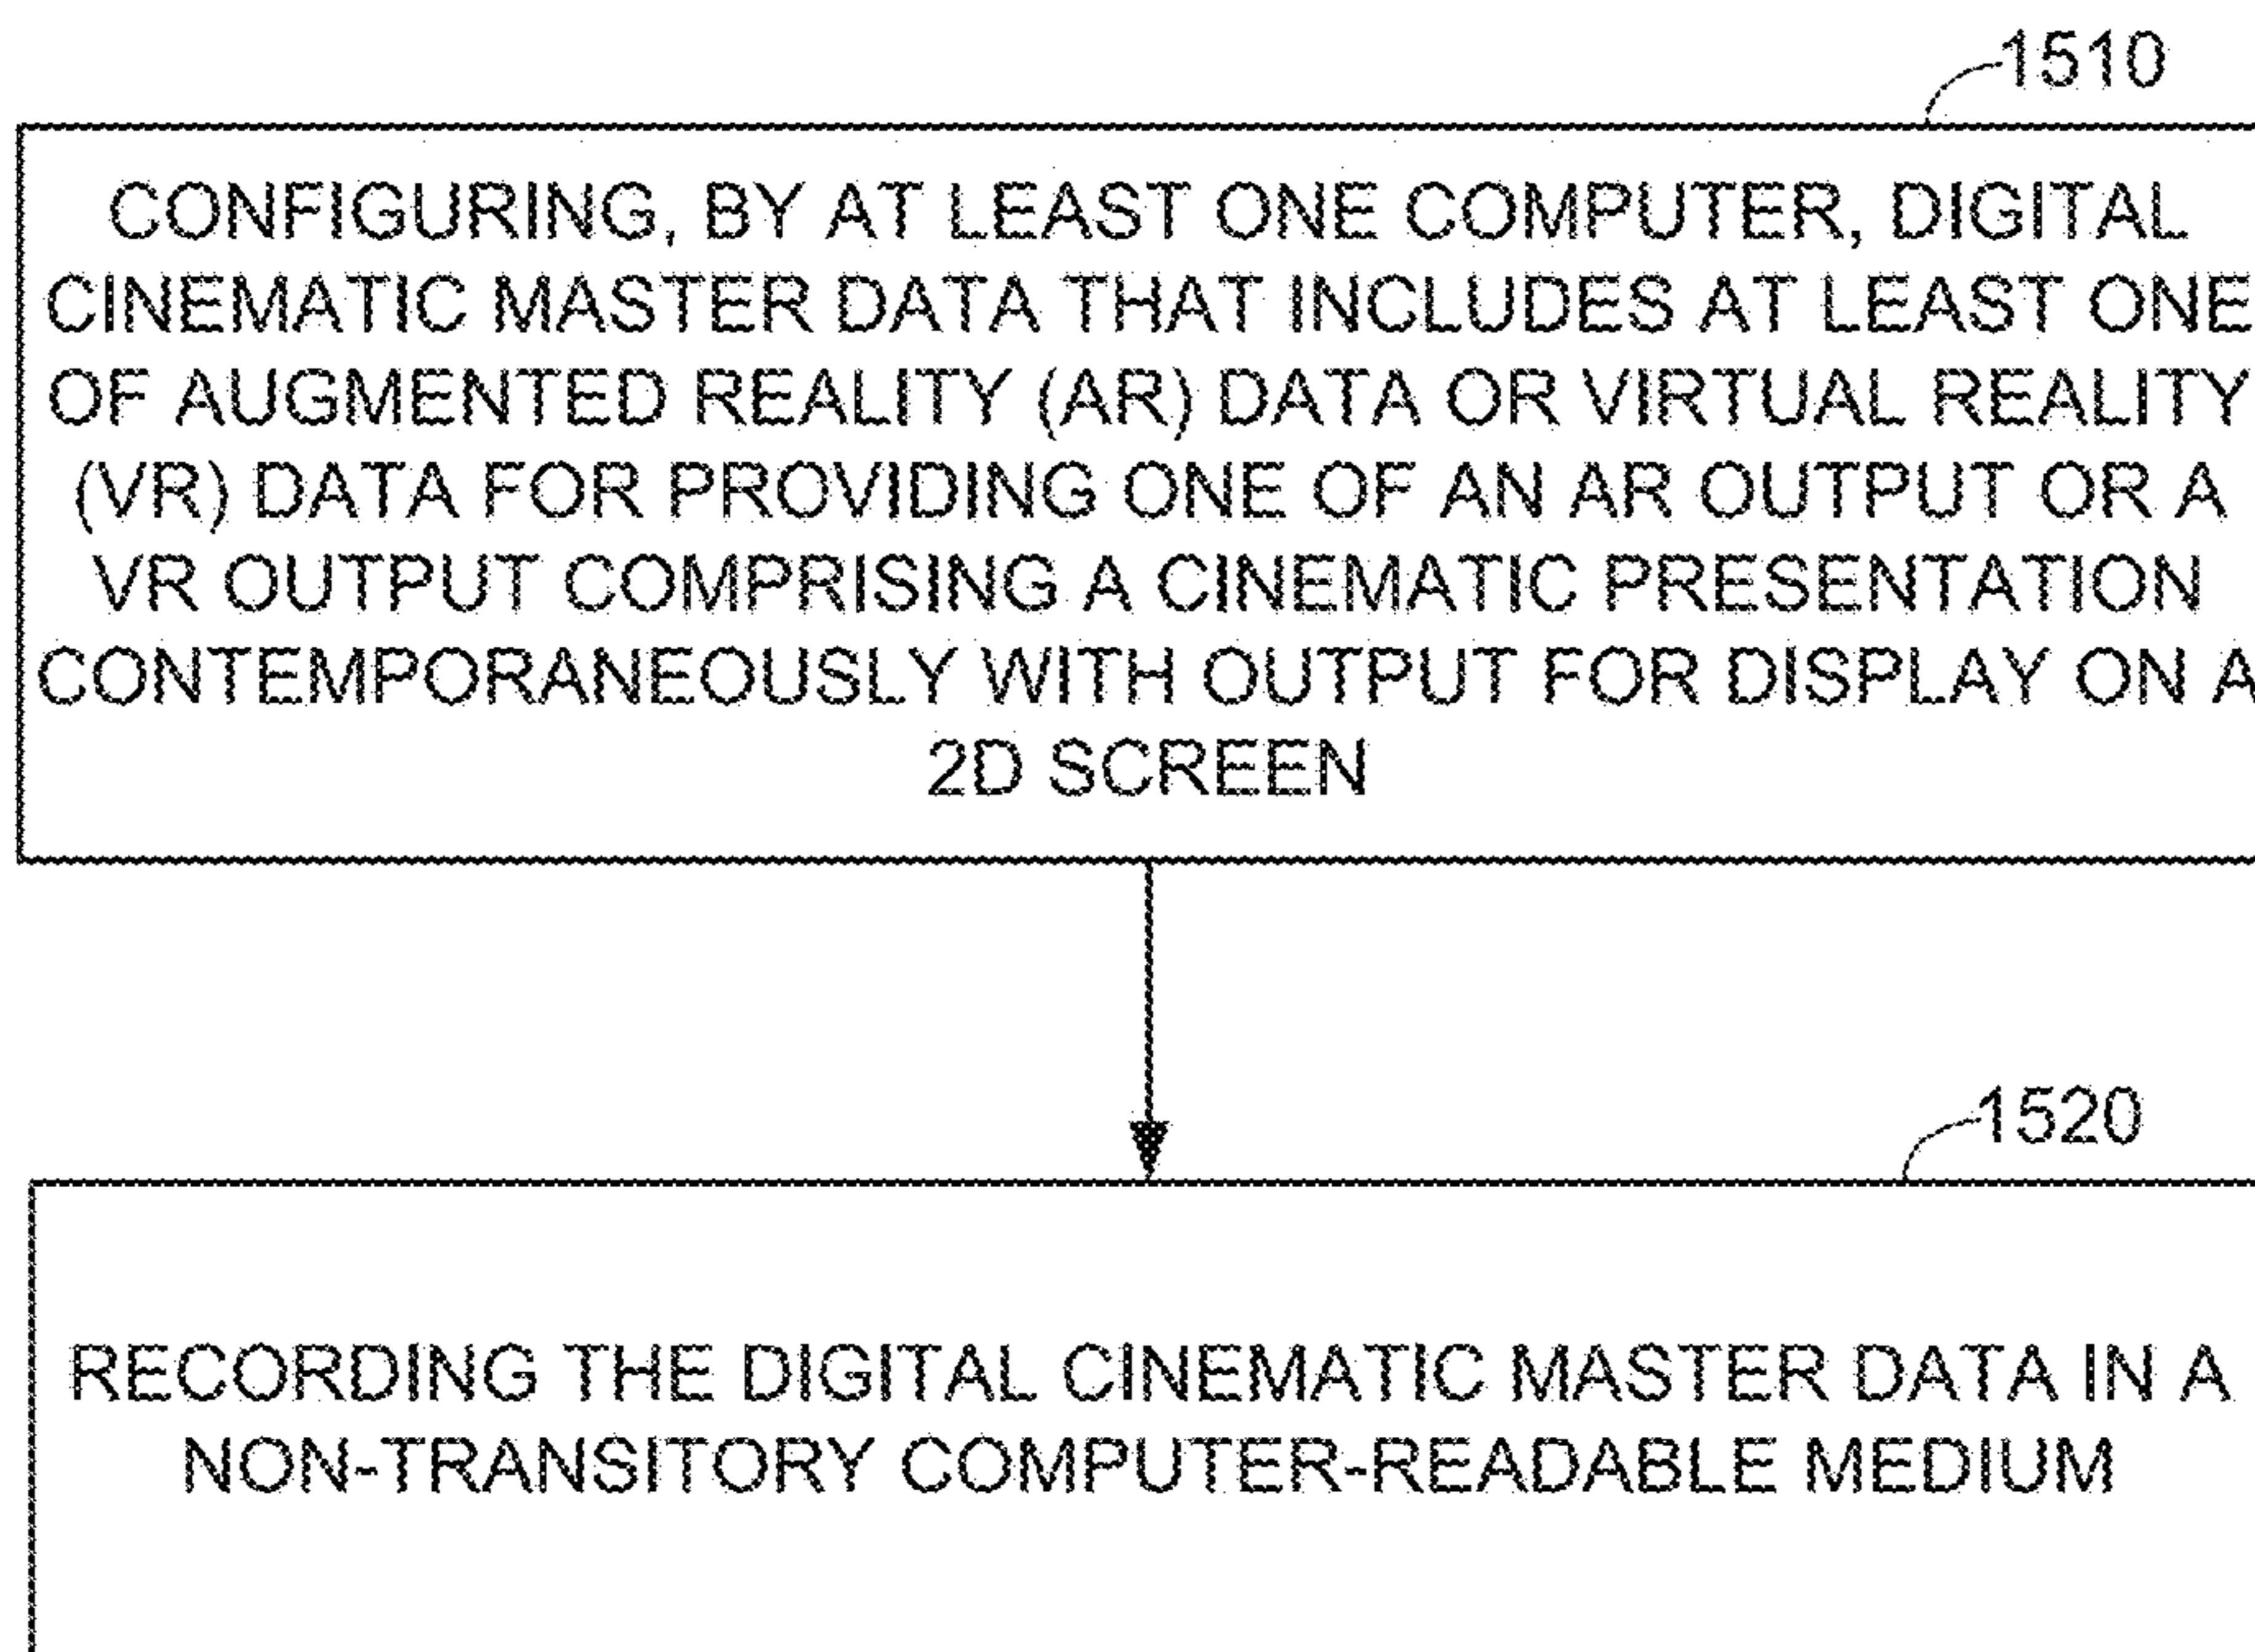 1510
CONFIGURING, BY AT LEAST ONE COMPUTER, DIGITAL
CINEMATIC MASTER DATA THAT INCLUDES AT LEAST ONE
OF AUGMENTED REALITY (AR) DATA OR VIRTUAL REALITY
(VR) DATA FOR PROVIDING ONE OF AN AR OUTPUT OR A
VR OUTPUT COMPRISING A CINEMATIC PRESENTATION
CONTEMPORANEOUSLY WITH OUTPUT FOR DISPLAY ON A
2D SCREEN
1520
RECORDING THE DIGITAL CINEMATIC MASTER DATA IN A
NON-TRANSITORY COMPUTER-READABLE MEDIUM